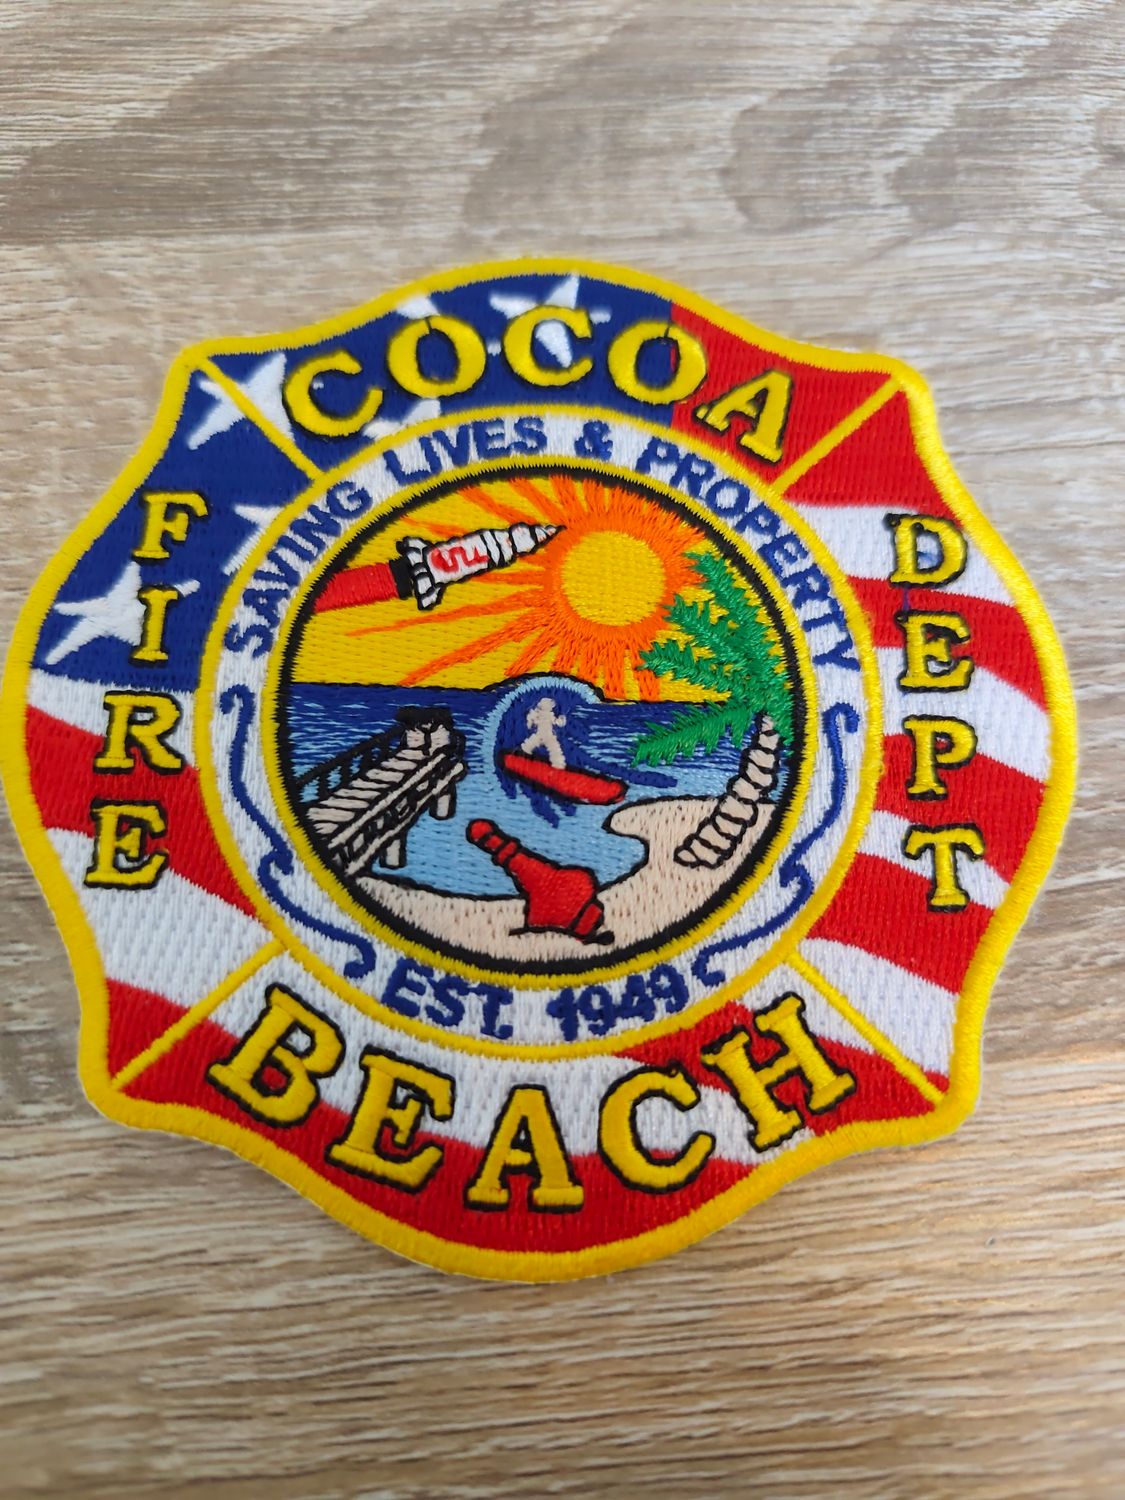 COCOA
FIRE
DEPT
BEACH
SAVING LIVES & PROPERTY
EST. 1949